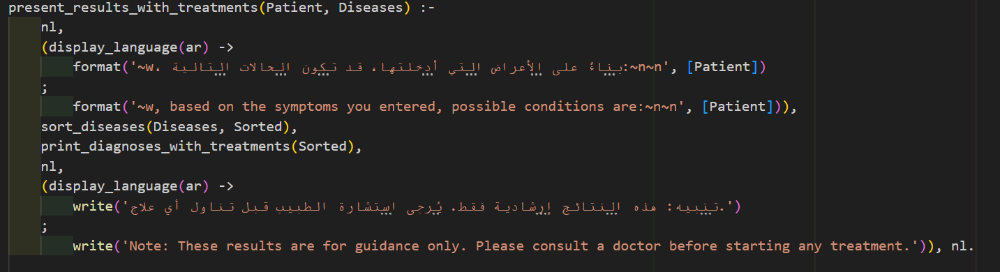 present_results_with_treatments(Patient, Diseases) :-
nl,
(display_language(ar) ->
format('~w، بناءً على الأعراض التي أدخلتها، قد تكون الحالات التالية:~n~n', [Patient])
;
format('~w, based on the symptoms you entered, possible conditions are:~n~n', [Patient])),
sort_diseases(Diseases, Sorted),
print_diagnoses_with_treatments(Sorted),
nl,
(display_language(ar) ->
write('تنبيه: هذه النتائج إرشادية فقط. يُرجى استشارة الطبيب قبل تناول أي علاج.')
;
write('Note: These results are for guidance only. Please consult a doctor before starting any treatment.')), nl.